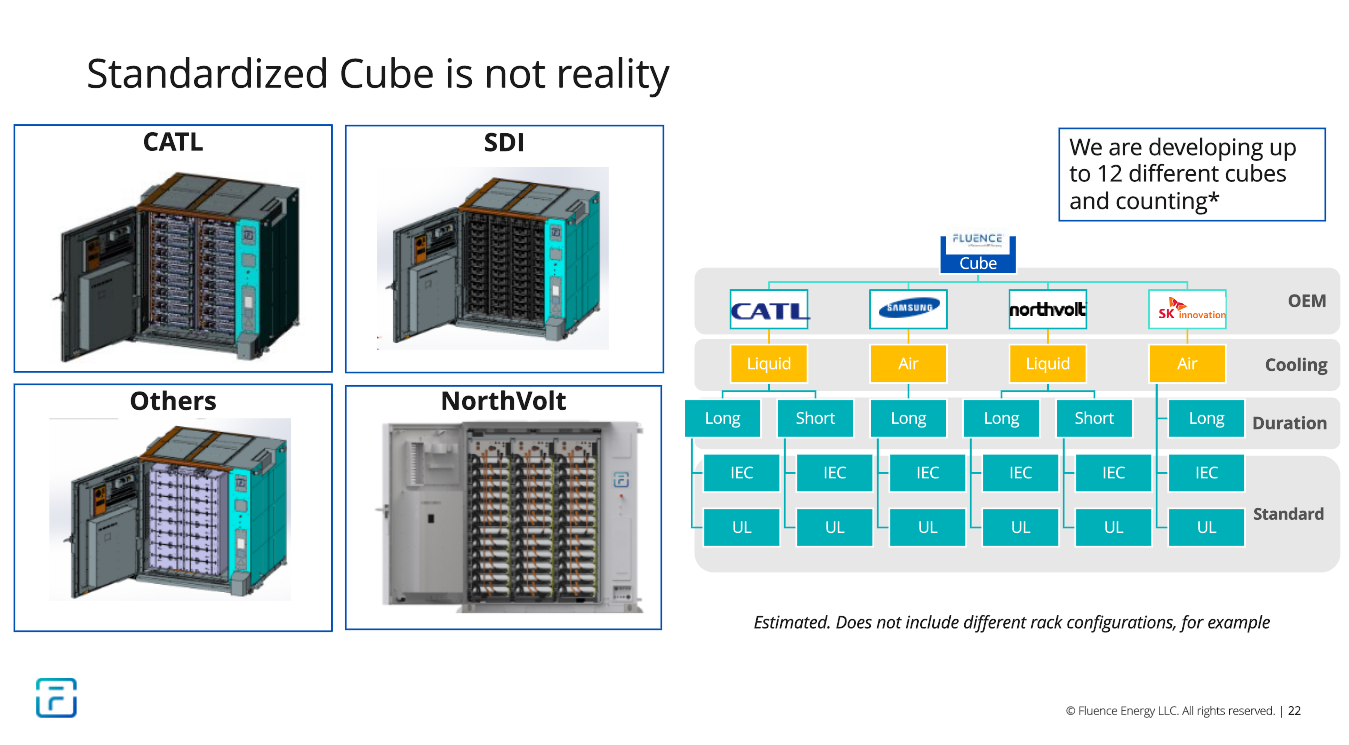 Standardized Cube is not reality
CATL
SDI
Others
NorthVolt
We are developing up
to 12 different cubes
and counting*
FLUENCE
Cube
OEM
CATL
SAMSUNG
northvolt
SK innovation
Cooling
Liquid
Air
Liquid
Air
Duration
Long
Short
Long
Long
Short
Long
Standard
IEC
IEC
IEC
IEC
IEC
IEC
UL
UL
UL
UL
UL
UL
Estimated. Does not include different rack configurations, for example
© Fluence Energy LLC. All rights reserved. | 22